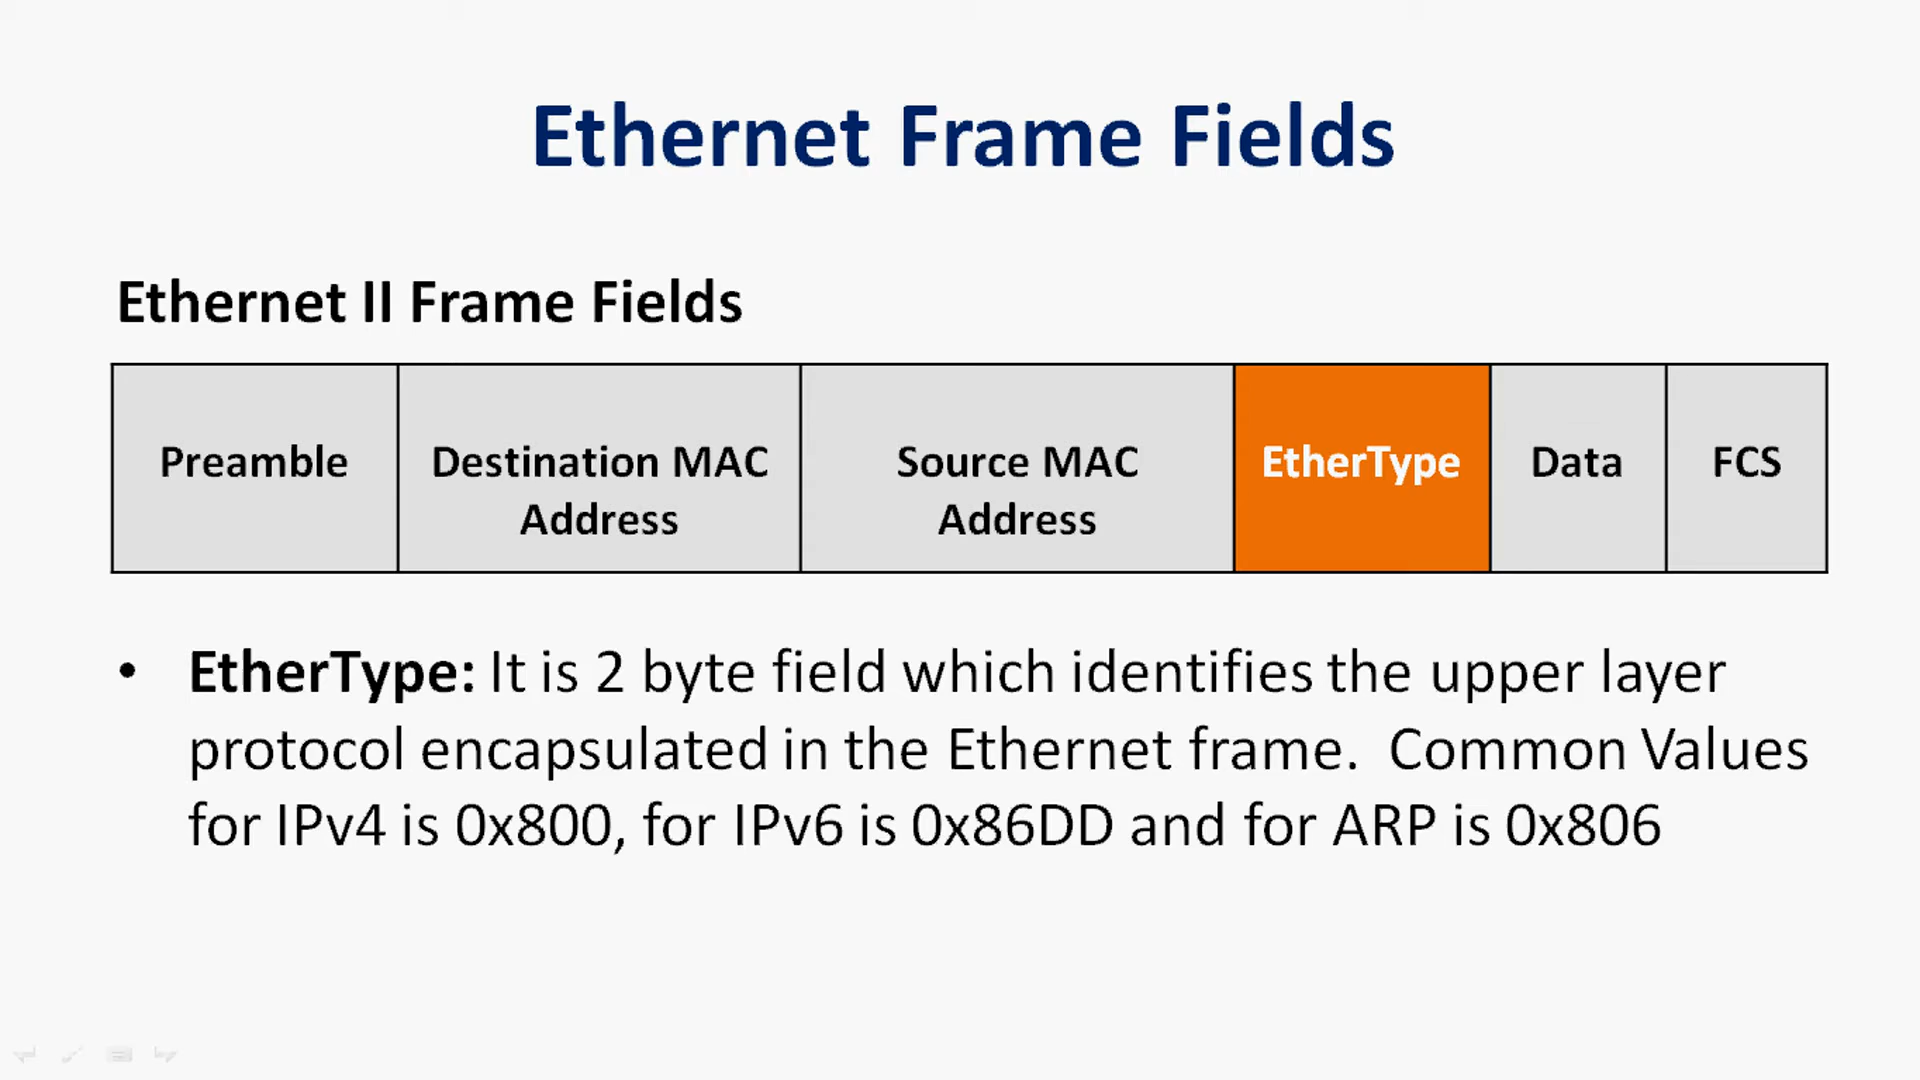 Ethernet Frame Fields
Ethernet II Frame Fields
Preamble
Destination MAC
Address
Source MAC
Address
EtherType
Data
FCS
• EtherType: It is 2 byte field which identifies the upper layer
protocol encapsulated in the Ethernet frame.  Common Values
for IPv4 is 0x800, for IPv6 is 0x86DD and for ARP is 0x806